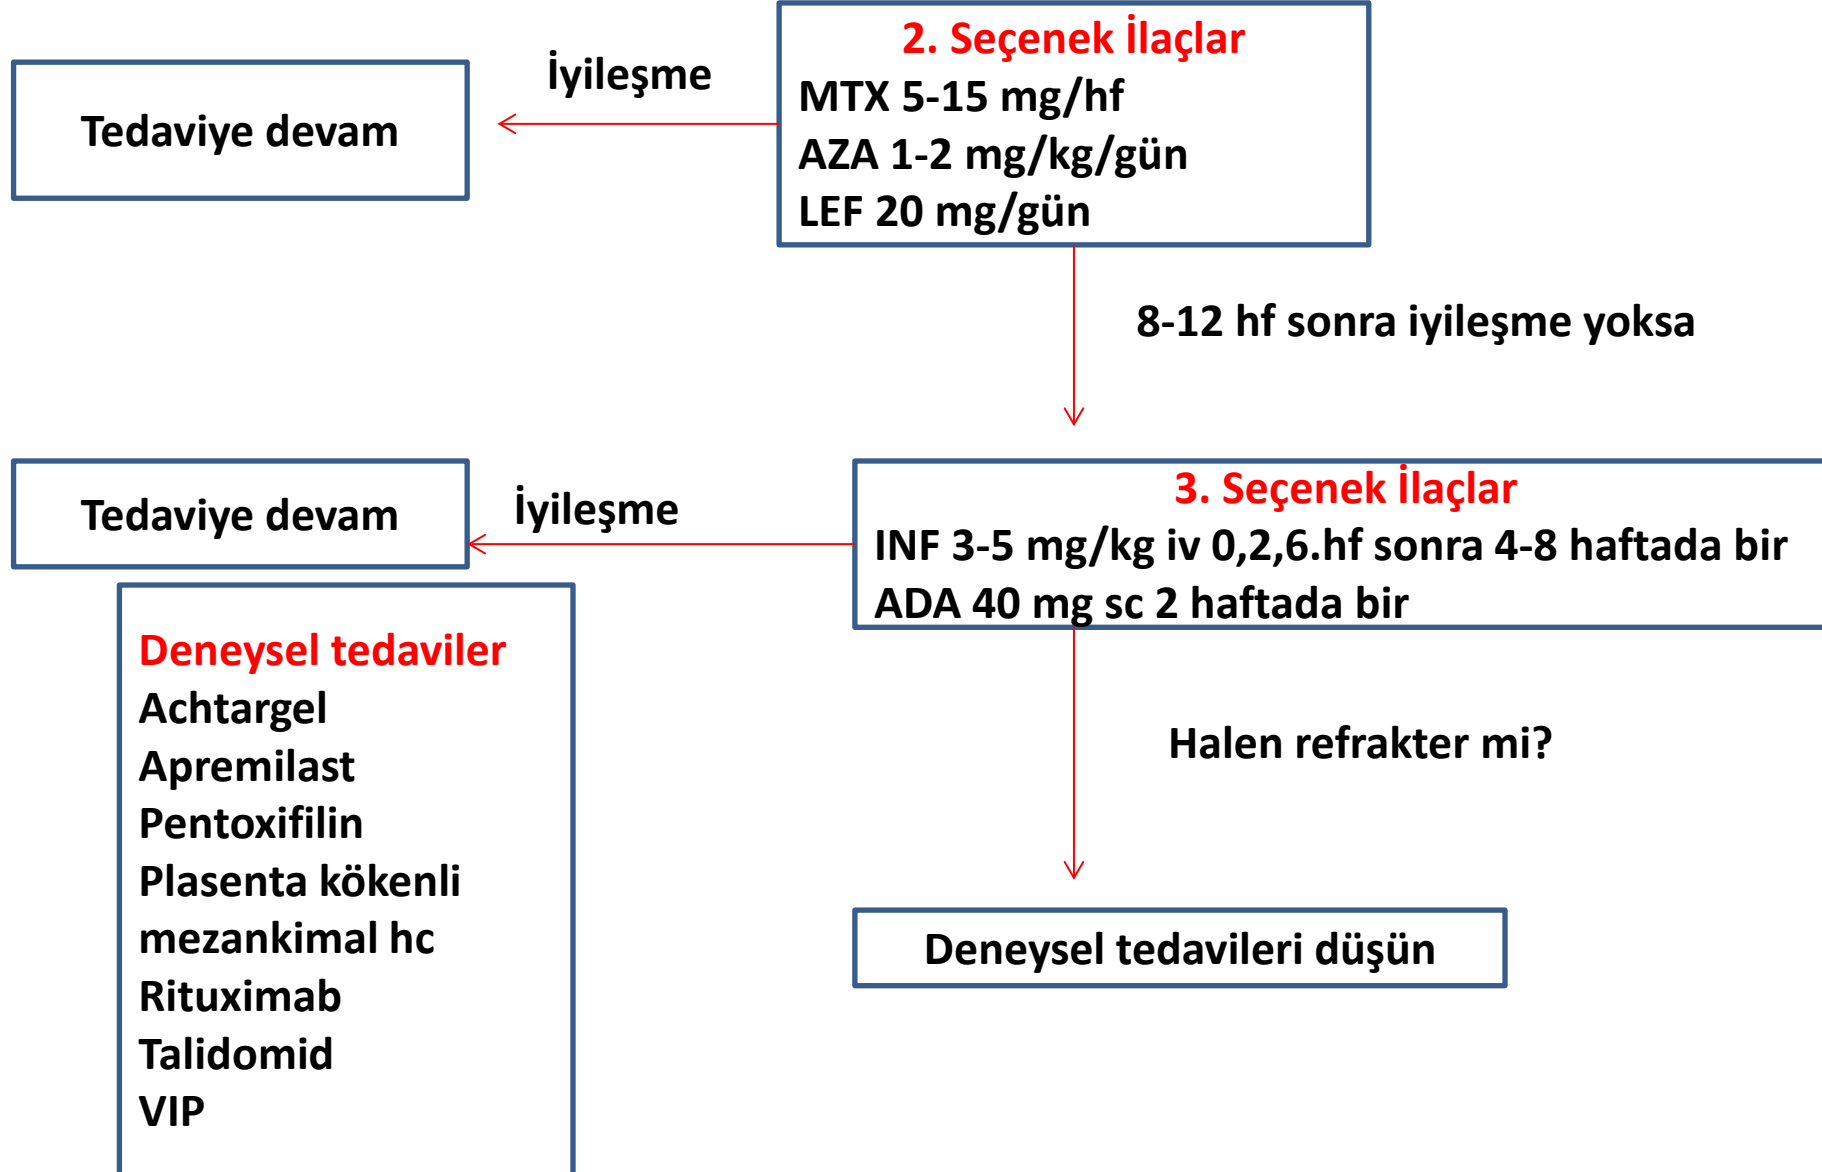 2. Seçenek İlaçlar
MTX 5-15 mg/hf
AZA 1-2 mg/kg/gün
LEF 20 mg/gün
İyileşme
Tedaviye devam
8-12 hf sonra iyileşme yoksa
3. Seçenek İlaçlar
INF 3-5 mg/kg iv 0,2,6.hf sonra 4-8 haftada bir
ADA 40 mg sc 2 haftada bir
İyileşme
Tedaviye devam
Halen refrakter mi?
Deneysel tedavileri düşün
Deneysel tedaviler
Achtargel
Apremilast
Pentoxifilin
Plasenta kökenli
mezankimal hc
Rituximab
Talidomid
VIP